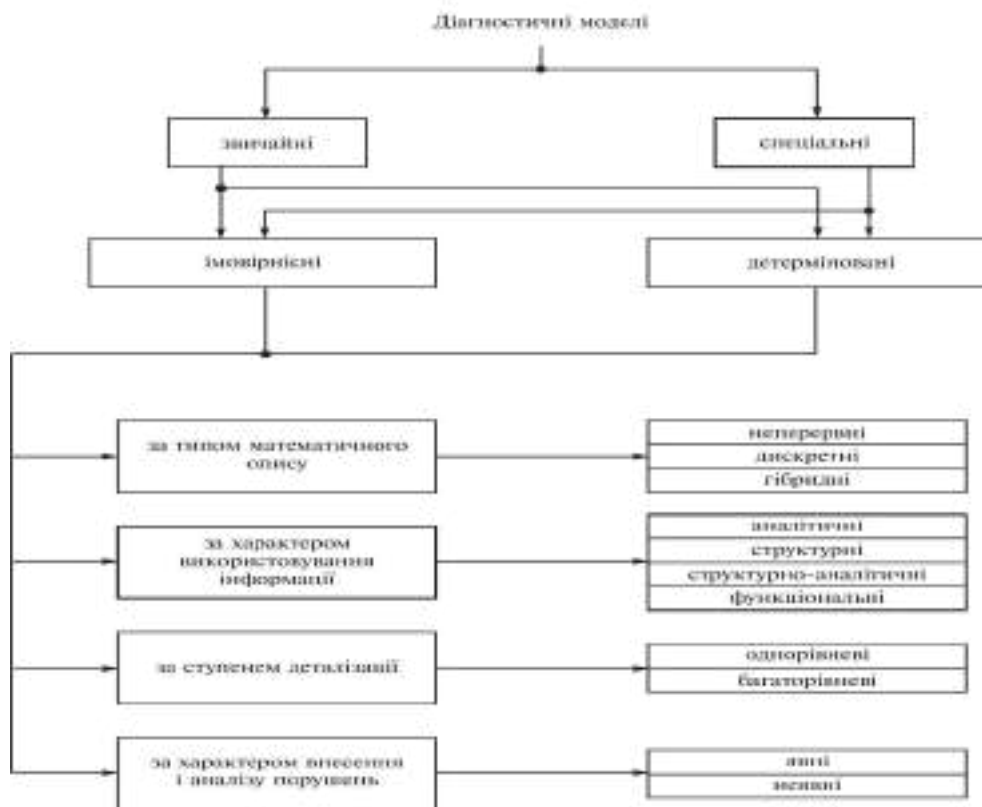 Діагностичні моделі
звичайні
спеціальні
імовірнісні
детерміновані
за типом математичного
опису
неперервні
дискретні
гібридні
за характером
використовування
інформації
аналітичні
структурні
структурно-аналітичні
функціональні
за ступенем деталізації
однорівневі
багаторівневі
за характером внесення
і аналізу порушень
явні
неявні